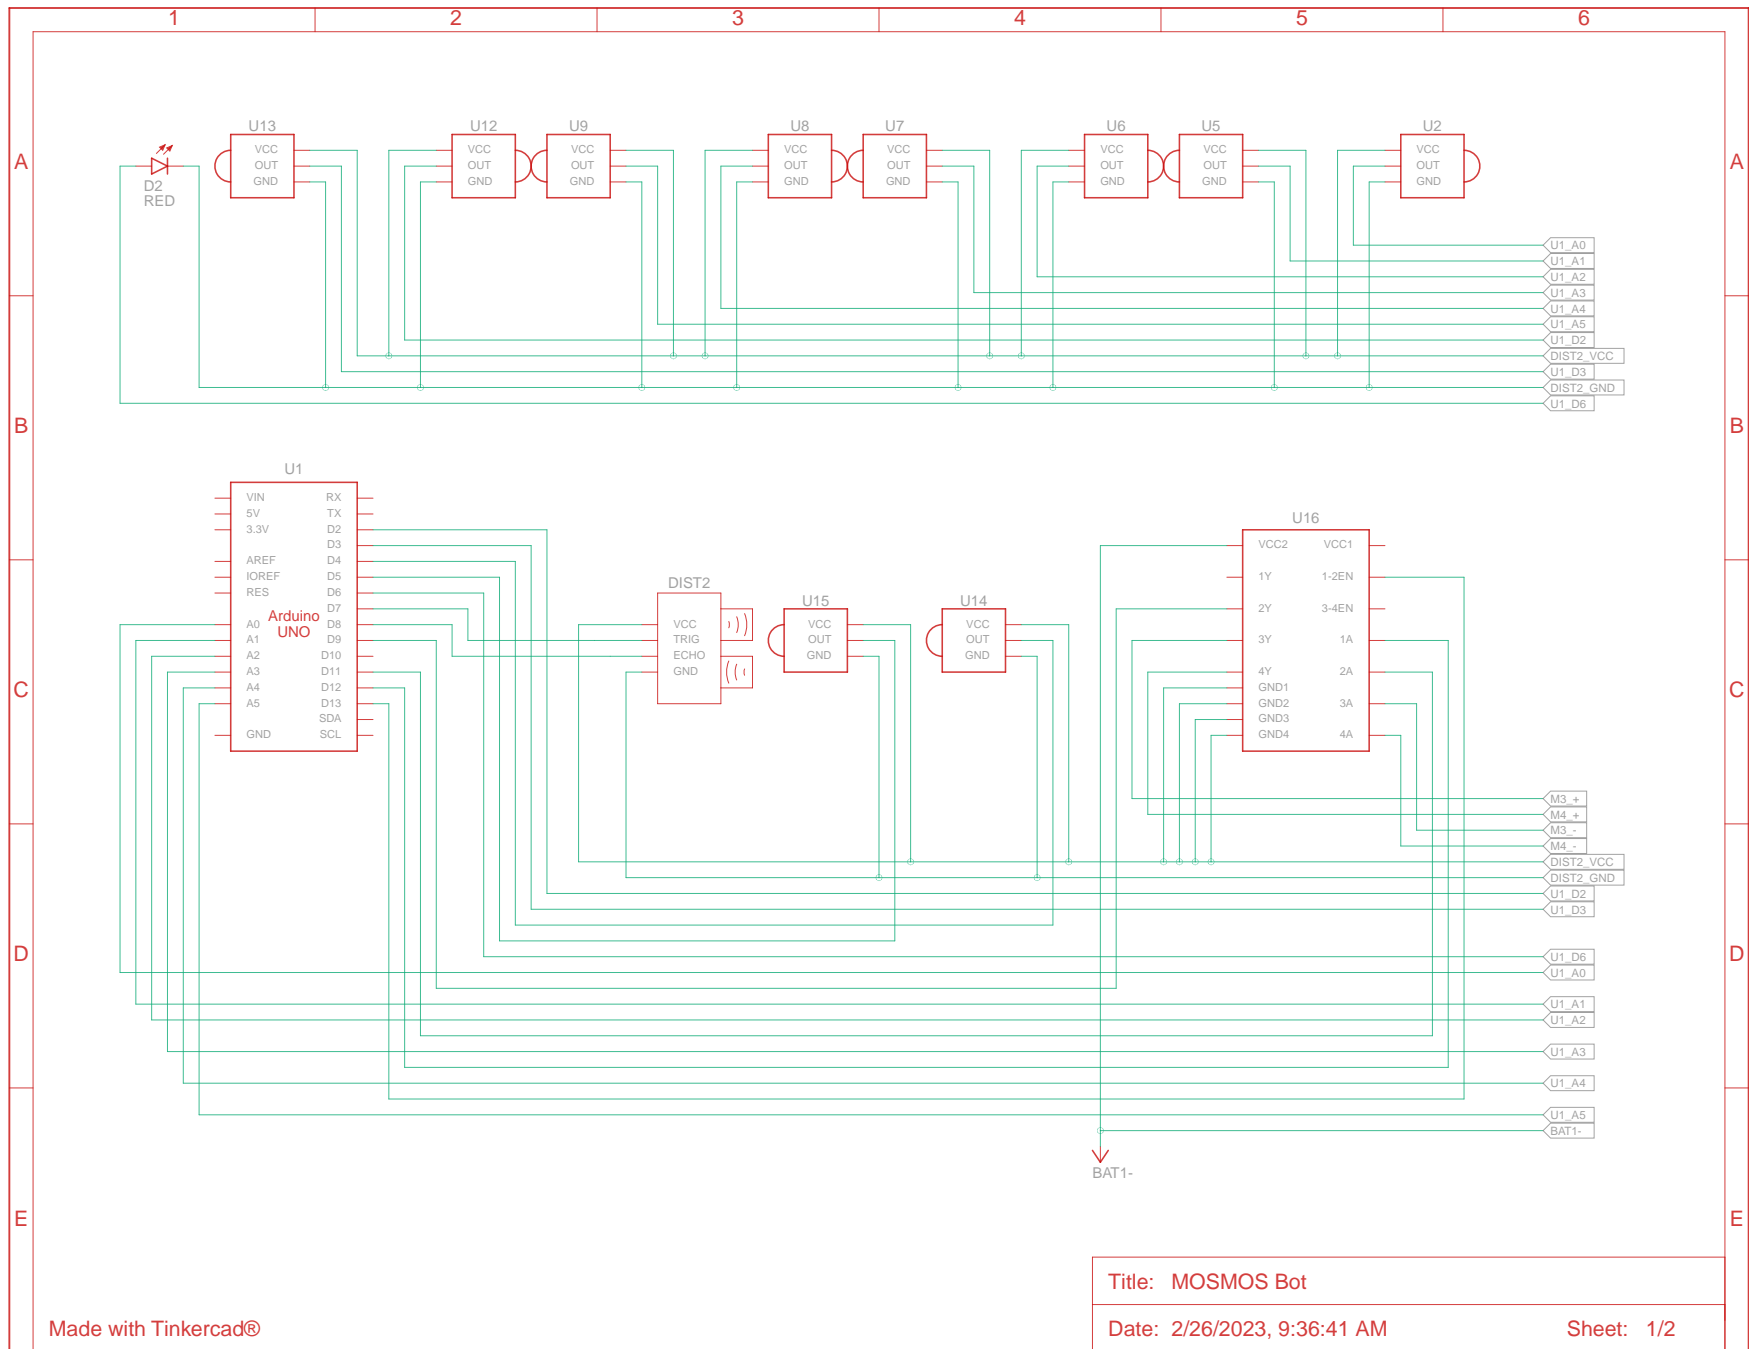 1 2 3 4 5 6
A A
U13 U12 U9 U8 U7 U6 U5 U2
VCC VCC VCC VCC VCC VCC VCC VCC
OUT OUT OUT OUT OUT OUT OUT OUT
GND GND GND GND GND GND GND GND
D2
RED
U1_A0
U1_A1
U1_A2
U1_A3
U1_A4
U1_A5
U1_D2
DIST2_VCC
U1_D3
DIST2_GND
U1_D6
B B
U1
VIN RX
5V TX
3.3V D2
D3
AREF D4
IOREF D5
RES D6
D7
A0 D8
A1 D9
A2 D10
A3 D11
A4 D12
A5 D13
SDA
GND SCL
Arduino
UNO
DIST2
VCC
TRIG
ECHO
GND
U15
VCC
OUT
GND
U14
VCC
OUT
GND
U16
VCC2 VCC1
1Y 1-2EN
2Y 3-4EN
3Y 1A
4Y 2A
GND1
GND2 3A
GND3
GND4 4A
C C
M3_+
M4_+
M3_-
M4_-
DIST2_VCC
DIST2_GND
U1_D2
U1_D3
D D
U1_D6
U1_A0
U1_A1
U1_A2
U1_A3
U1_A4
U1_A5
BAT1-
BAT1-
E E
Title: MOSMOS Bot
Made with Tinkercad®
Date: 2/26/2023, 9:36:41 AM Sheet: 1/2